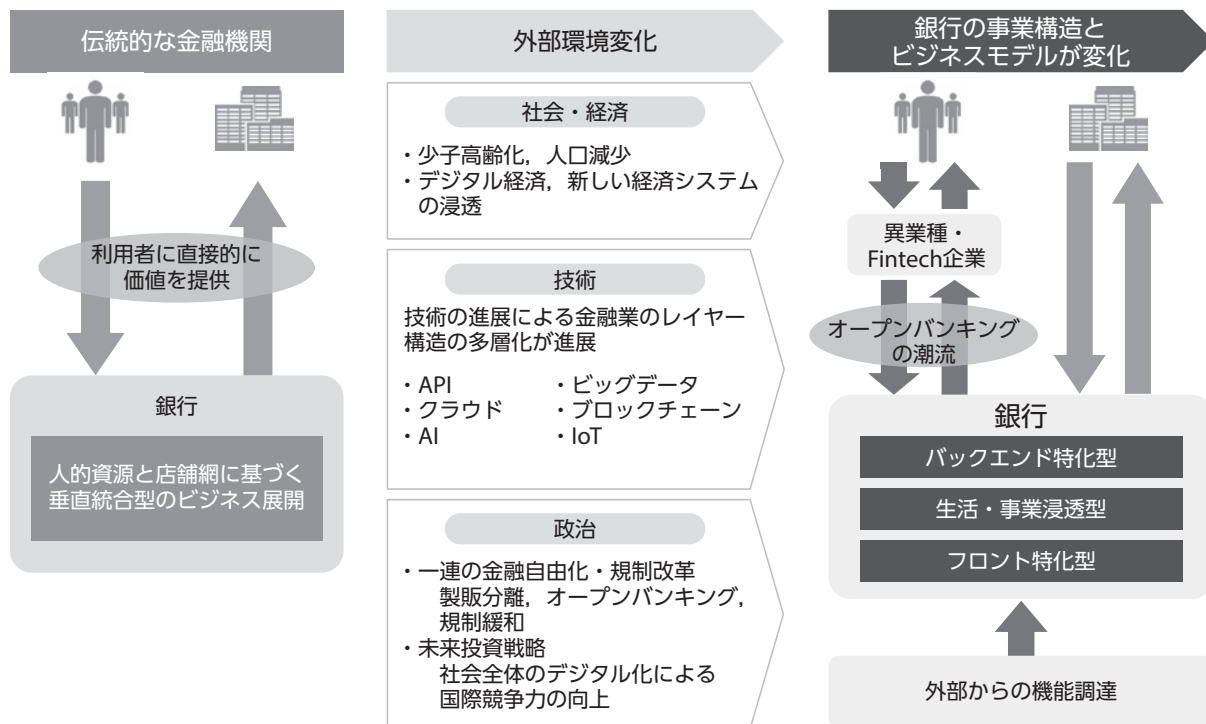 伝統的な金融機関
利用者に直接的に
価値を提供
銀行
人的資源と店舗網に基づく
垂直統合型のビジネス展開
外部環境変化
社会・経済
・少子高齢化，人口減少
・デジタル経済，新しい経済システム
の浸透
技術
技術の進展による金融業のレイヤー
構造の多層化が進展
・API
・クラウド
・AI
・ビッグデータ
・ブロックチェーン
・IoT
政治
・一連の金融自由化・規制改革
製販分離，オープンバンキング，
規制緩和
・未来投資戦略
社会全体のデジタル化による
国際競争力の向上
銀行の事業構造と
ビジネスモデルが変化
異業種・
Fintech企業
オープンバンキング
の潮流
銀行
バックエンド特化型
生活・事業浸透型
フロント特化型
外部からの機能調達